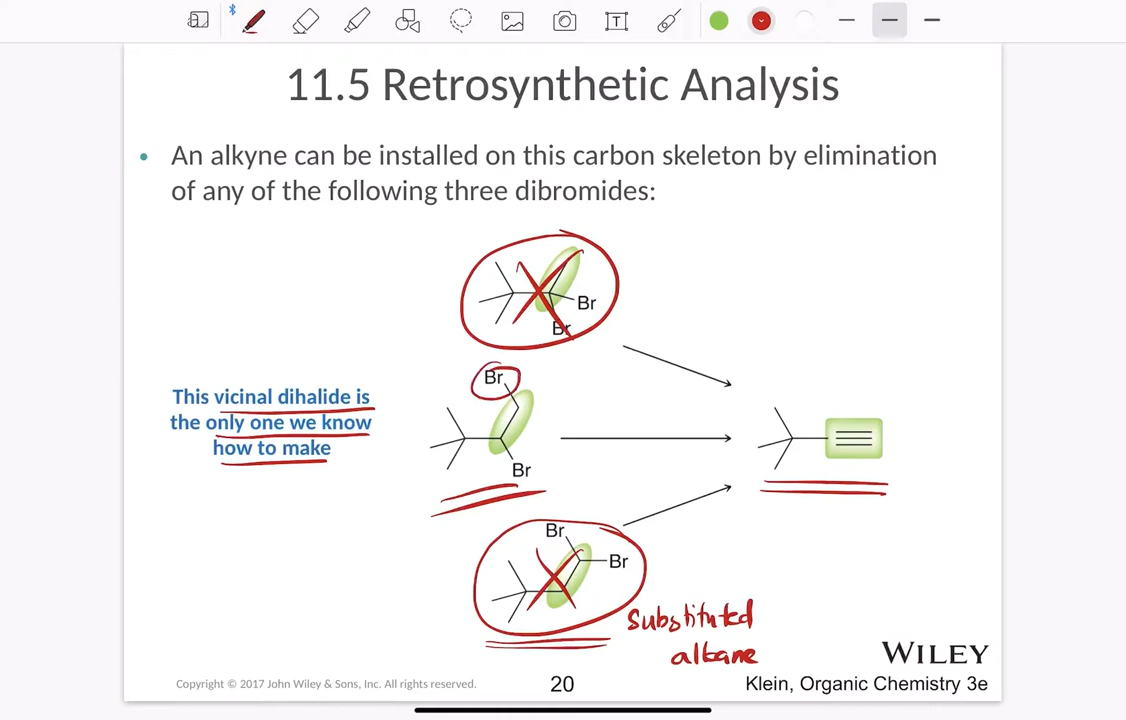 11.5 Retrosynthetic Analysis
• An alkyne can be installed on this carbon skeleton by elimination
of any of the following three dibromides:
Br
Br
Br
This vicinal dihalide is
the only one we know
how to make
Br
Br
Br
Substituted
alkane
WILEY
Copyright © 2017 John Wiley & Sons, Inc. All rights reserved.
20
Klein, Organic Chemistry 3e
T